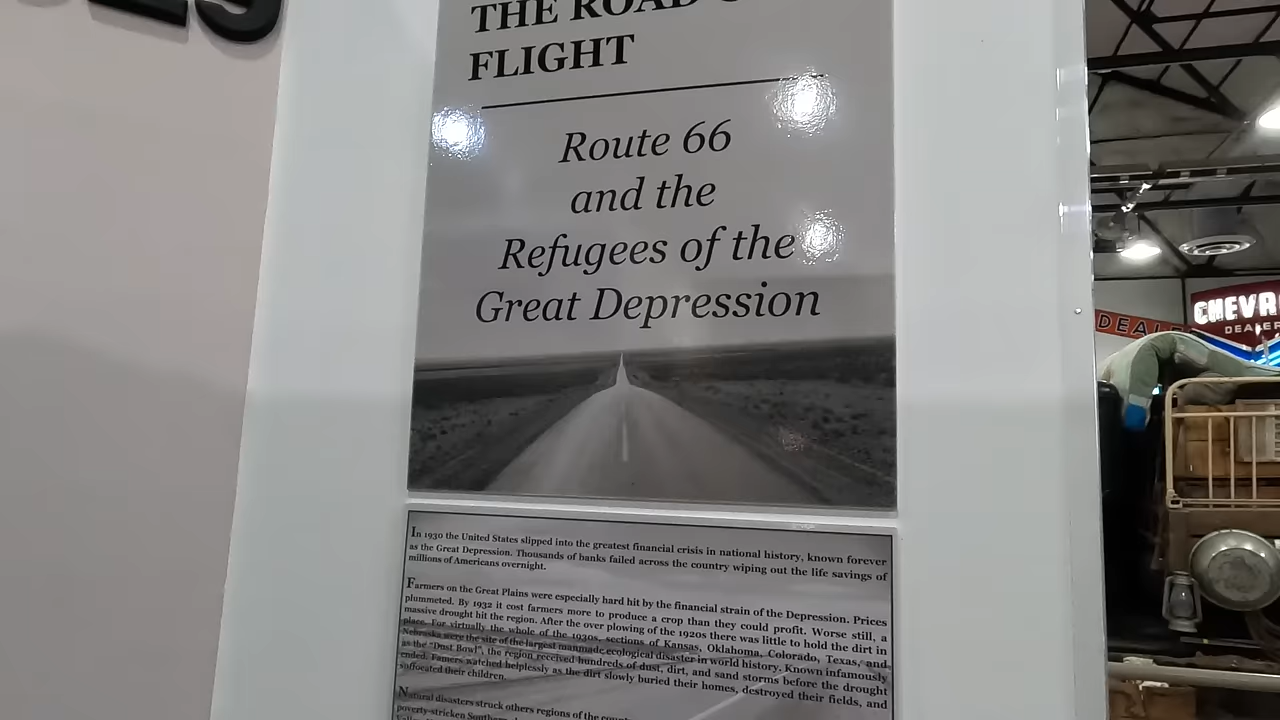 THE ROAD
FLIGHT
Route 66
and the
Refugees of the
Great Depression
CHEVR
DEALER
DEALE
In 1930 the United States slipped into the greatest financial crisis in national history, known forever
as the Great Depression. Thousands of banks failed across the country wiping out the life savings of
millions of Americans overnight.
Farmers on the Great Plains were especially hard hit by the financial strain of the Depression. Prices
plummeted. By 1932 it cost farmers more to produce a crop than they could profit. Worse still, a
massive drought hit the region. After the over plowing of the 1920s there was little to hold the dirt in
place. For virtually the whole of the 1930s, sections of Kansas, Oklahoma, Colorado, Texas, and
Nebraska were the site of the largest manmade ecological disaster in world history. Known infamously
as the "Dust Bowl", the region received hundreds of dust, dirt, and sand storms before the drought
ended. Famers watched helplessly as the dirt slowly buried their homes, destroyed their fields, and
suffocated their children.
Natural disasters struck others regions of the
poverty-stricken